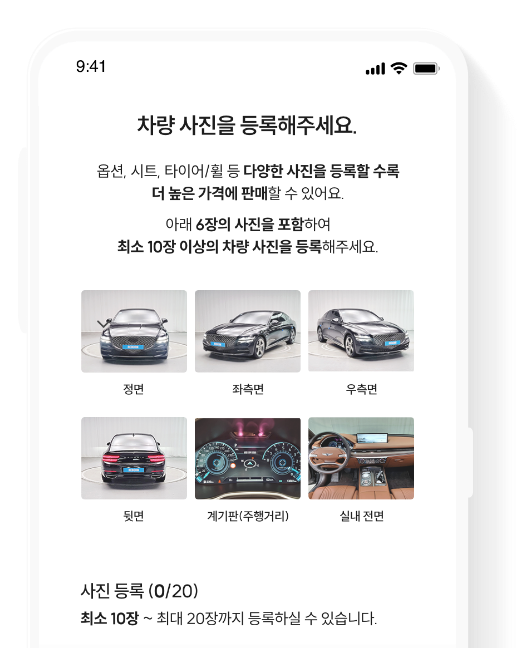 9:41
차량 사진을 등록해주세요.
옵션, 시트, 타이어/휠 등 다양한 사진을 등록할 수록
더 높은 가격에 판매할 수 있어요.
아래 6장의 사진을 포함하여
최소 10장 이상의 차량 사진을 등록해주세요.
정면 좌측면 우측면
뒷면 계기판(주행거리) 실내 전면
사진 등록 (0/20)
최소 10장 ~ 최대 20장까지 등록하실 수 있습니다.